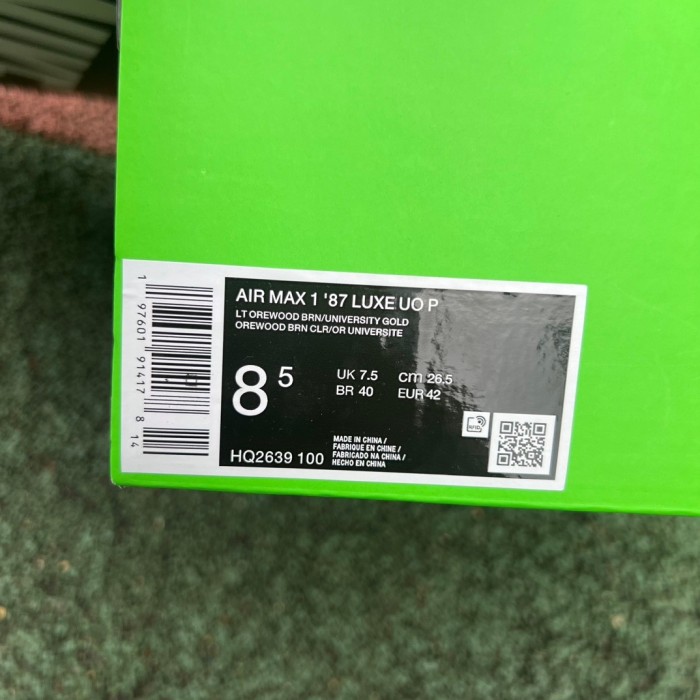 AIR MAX 1 '87 LUXE UO P
LT OREWOOD BRN/UNIVERSITY GOLD
OREWOOD BRN CLR/OR UNIVERSITE
8 5
UK 7.5 cm 26.5
BR 40 EUR 42
HQ2639 100
MADE IN CHINA /
FABRIQUE EN CHINE /
FABRICADO NA CHINA /
HECHO EN CHINA
RFID
1 97601 91417 8 14